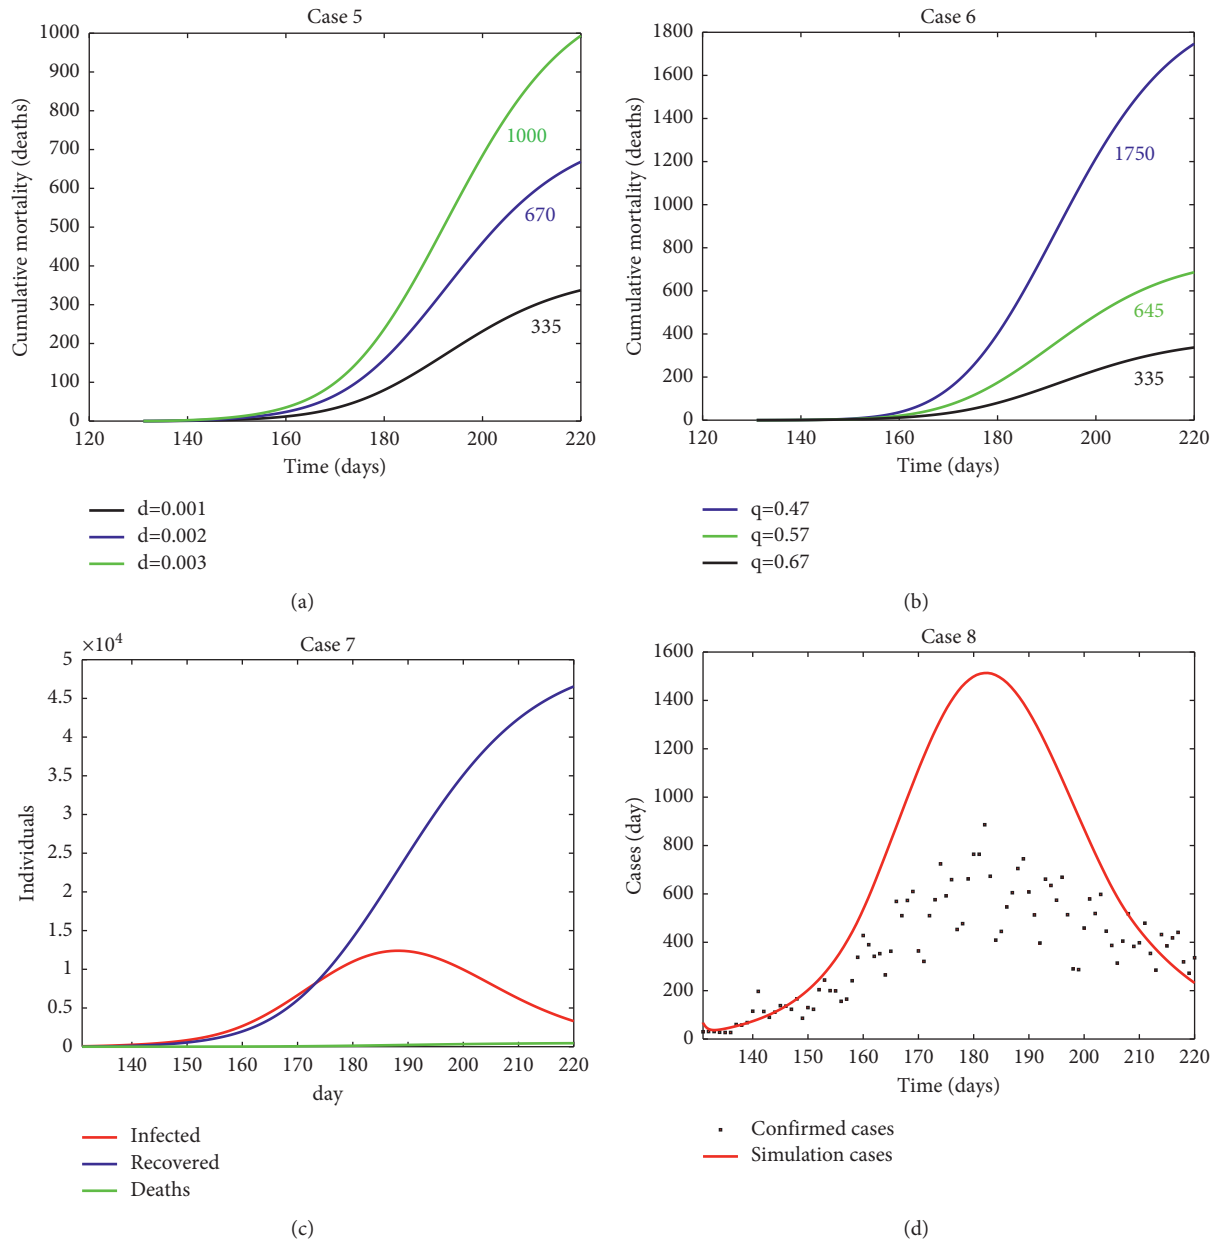 Case 5
Cumulative mortality (deaths)
1000
900
800
700
600
500
400
300
200
100
0
1000
670
335
120 140 160 180 200 220
Time (days)
d=0.001
d=0.002
d=0.003
(a)
Case 6
Cumulative mortality (deaths)
1800
1600
1400
1200
1000
800
600
400
200
0
1750
645
335
120 140 160 180 200 220
Time (days)
q=0.47
q=0.57
q=0.67
(b)
Case 7
×10⁴
Individuals
5
4.5
4
3.5
3
2.5
2
1.5
1
0.5
0
140 150 160 170 180 190 200 210 220
day
Infected
Recovered
Deaths
(c)
Case 8
Cases (day)
1600
1400
1200
1000
800
600
400
200
0
140 150 160 170 180 190 200 210 220
Time (days)
Confirmed cases
Simulation cases
(d)